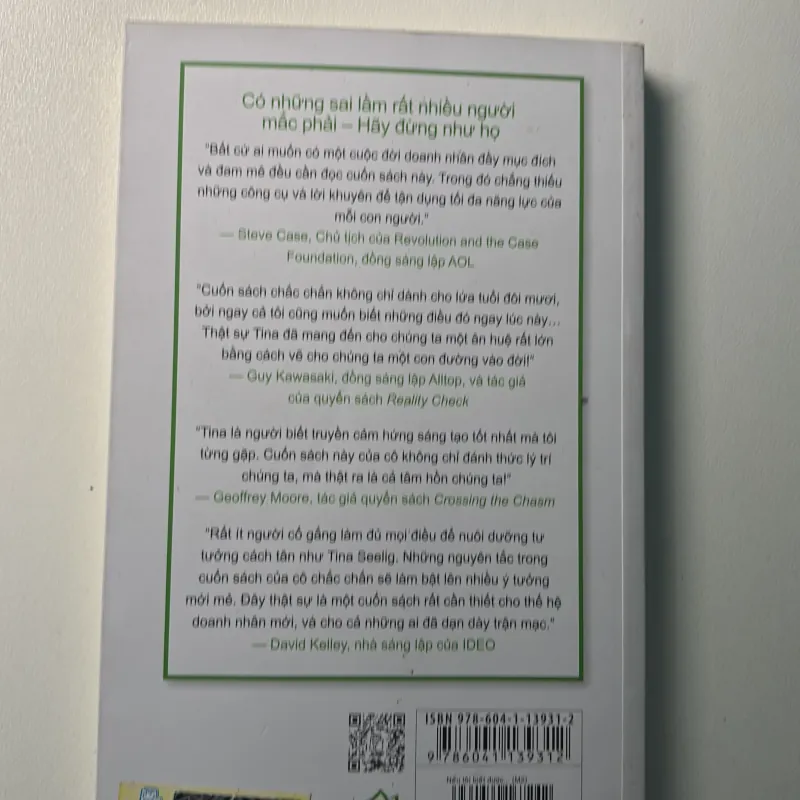 Có những sai lầm rất nhiều người
mắc phải – Hãy đừng như họ
"Bất cứ ai muốn có một cuộc đời doanh nhân đầy mục đích
và đam mê đều cần đọc cuốn sách này. Trong đó chẳng thiếu
những công cụ và lời khuyên để tận dụng tối đa năng lực của
mỗi con người."
— Steve Case, Chủ tịch của Revolution and the Case
Foundation, đồng sáng lập AOL
"Cuốn sách chắc chắn không chỉ dành cho lứa tuổi đôi mươi,
bởi ngay cả tôi cũng muốn biết những điều đó ngay lúc này...
Thật sự Tina đã mang đến cho chúng ta một ân huệ rất lớn
bằng cách vẽ cho chúng ta một con đường vào đời!"
— Guy Kawasaki, đồng sáng lập Alltop, và tác giả
của quyển sách Reality Check
"Tina là người biết truyền cảm hứng sáng tạo tốt nhất mà tôi
từng gặp. Cuốn sách này của cô không chỉ đánh thức lý trí
chúng ta, mà thật ra là cả tâm hồn chúng ta!"
— Geoffrey Moore, tác giả quyển sách Crossing the Chasm
"Rất ít người cố gắng làm đủ mọi điều để nuôi dưỡng tư
tưởng cách tân như Tina Seelig. Những nguyên tắc trong
cuốn sách của cô chắc chắn sẽ làm bật lên nhiều ý tưởng
mới mẻ. Đây thật sự là một cuốn sách rất cần thiết cho thế hệ
doanh nhân mới, và cho cả những ai đã dạn dày trận mạc."
— David Kelley, nhà sáng lập của IDEO
ISBN 978-604-1-13931-2
9 786041 139312
Nếu tôi biết được... (M8)